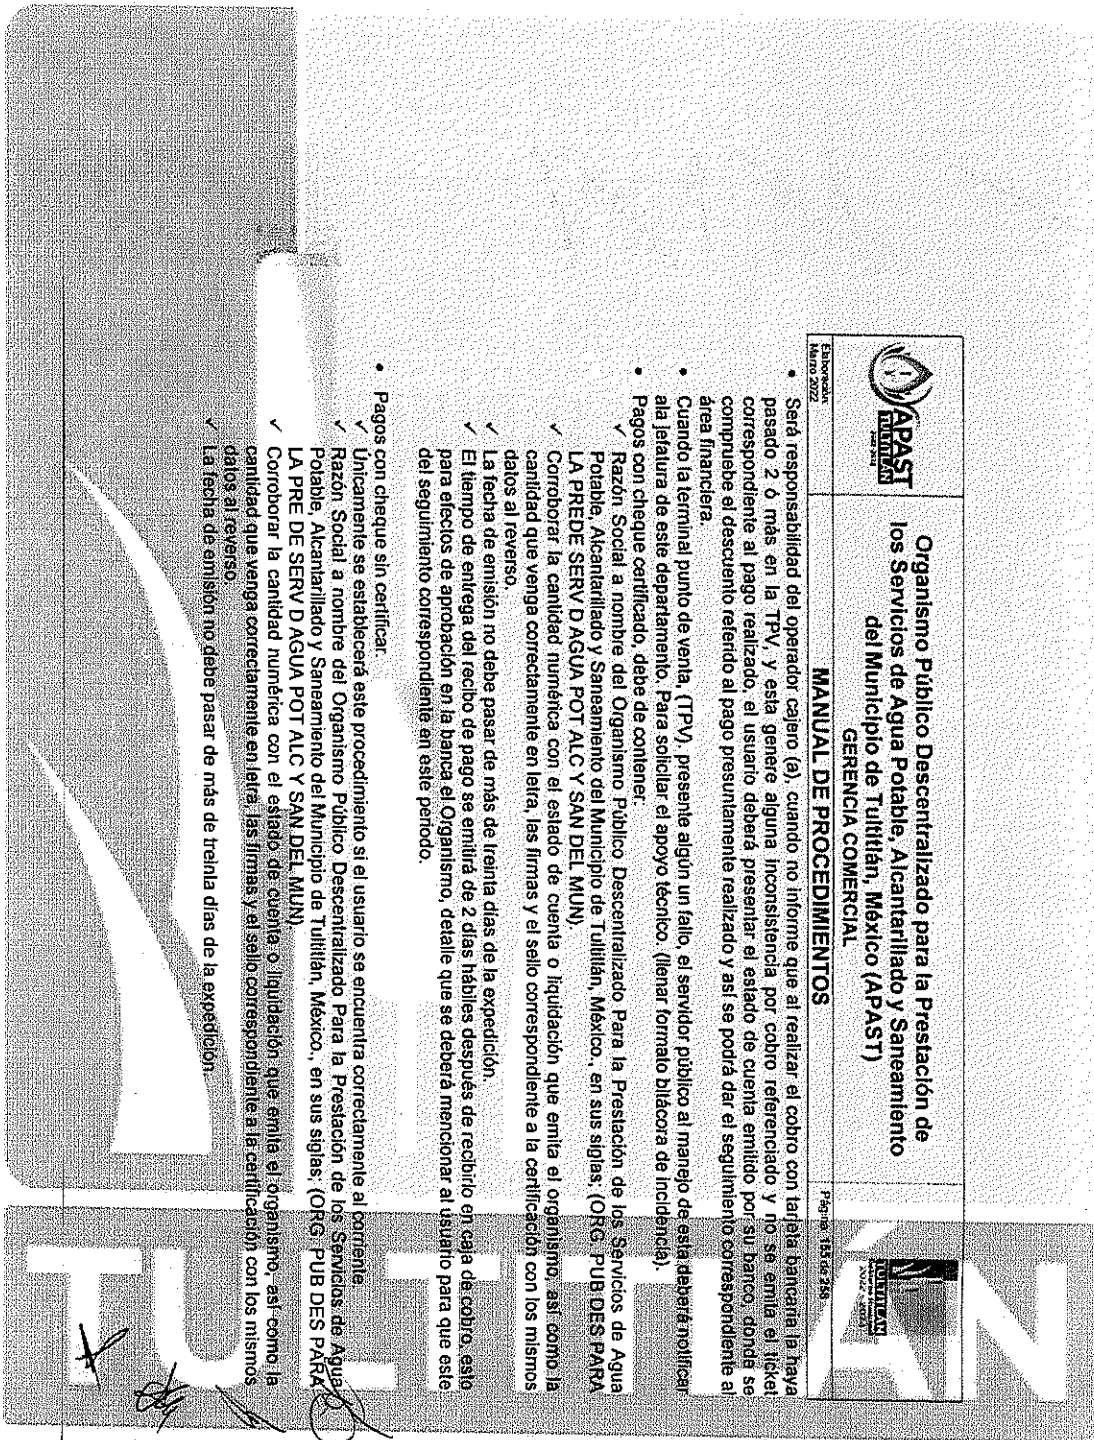 APAST
TULTITLÁN
2022-2024
Organismo Público Descentralizado para la Prestación de
los Servicios de Agua Potable, Alcantarillado y Saneamiento
del Municipio de Tultitlán, México (APAST)
GERENCIA COMERCIAL
TULTITLÁN
Elaboración:
Marzo 2022
MANUAL DE PROCEDIMIENTOS
Página: 155 de 258
• Será responsabilidad del operador cajero (a), cuando no informe que al realizar el cobro con tarjeta bancaria la haya
pasado 2 ó más en la TPV, y esta genere alguna inconsistencia por cobro referenciado y no se emita el ticket
correspondiente al pago realizado, el usuario deberá presentar el estado de cuenta emitido por su banco, donde se
compruebe el descuento referido al pago presuntamente realizado y así se podrá dar el seguimiento correspondiente al
área financiera.
• Cuando la terminal punto de venta, (TPV), presente algún un fallo, el servidor público al manejo de esta deberá notificar
ala jefatura de este departamento. Para solicitar el apoyo técnico. (llenar formato bitácora de incidencia).
• Pagos con cheque certificado, debe de contener:
✓ Razón Social a nombre del Organismo Público Descentralizado Para la Prestación de los Servicios de Agua
Potable, Alcantarillado y Saneamiento del Municipio de Tultitlán, México., en sus siglas; (ORG PUB DES PARA
LA PREDE SERV D AGUA POT ALC Y SAN DEL MUN).
✓ Corroborar la cantidad numérica con el estado de cuenta o liquidación que emita el organismo, así como la
cantidad que venga correctamente en letra, las firmas y el sello correspondiente a la certificación con los mismos
datos al reverso.
✓ La fecha de emisión no debe pasar de más de treinta días de la expedición.
✓ El tiempo de entrega del recibo de pago se emitirá de 2 días hábiles después de recibirlo en caja de cobro, esto
para efectos de aprobación en la banca el Organismo, detalle que se deberá mencionar al usuario para que este
del seguimiento correspondiente en este periodo.
• Pagos con cheque sin certificar.
✓ Únicamente se establecerá este procedimiento si el usuario se encuentra correctamente al corriente.
✓ Razón Social a nombre del Organismo Público Descentralizado Para la Prestación de los Servicios de Agua
Potable, Alcantarillado y Saneamiento del Municipio de Tultitlán, México., en sus siglas; (ORG PUB DES PARA
LA PRE DE SERV D AGUA POT ALC Y SAN DEL MUN).
✓ Corroborar la cantidad numérica con el estado de cuenta o liquidación que emita el organismo, así como la
cantidad que venga correctamente en letra, las firmas y el sello correspondiente a la certificación con los mismos
datos al reverso.
✓ La fecha de emisión no debe pasar de más de treinta días de la expedición.
TULTITLÁN